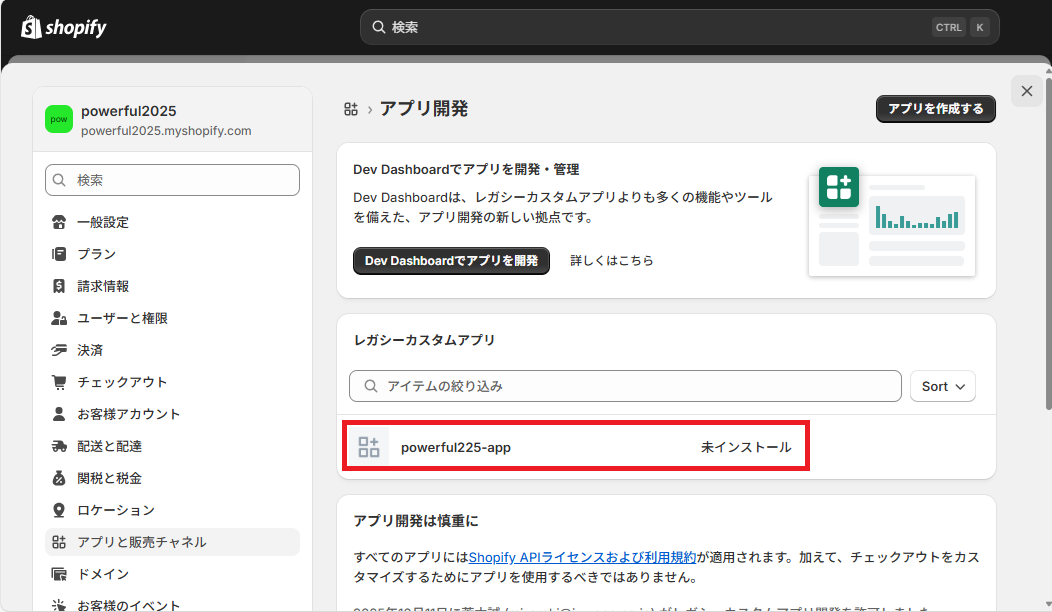 shopify
検索
CTRL K
pow
powerful2025
powerful2025.myshopify.com
検索
一般設定
プラン
請求情報
ユーザーと権限
決済
チェックアウト
お客様アカウント
配送と配達
関税と税金
ロケーション
アプリと販売チャネル
ドメイン
お客様のイベント
› アプリ開発
アプリを作成する
Dev Dashboardでアプリを開発・管理
Dev Dashboardは、レガシーカスタムアプリよりも多くの機能やツール
を備えた、アプリ開発の新しい拠点です。
Dev Dashboardでアプリを開発
詳しくはこちら
レガシーカスタムアプリ
アイテムの絞り込み
Sort
powerful225-app
未インストール
アプリ開発は慎重に
すべてのアプリにはShopify APIライセンスおよび利用規約が適用されます。加えて、チェックアウトをカス
タマイズするためにアプリを使用するべきではありません。